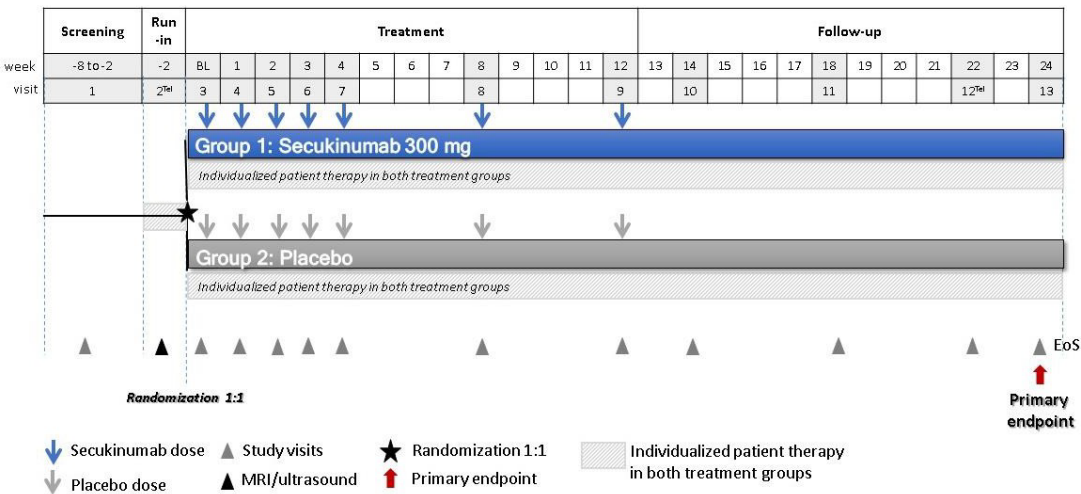 Screening Run Treatment Follow-up
-in
week -8 to -2 -2 BL 1 2 3 4 5 6 7 8 9 10 11 12 13 14 15 16 17 18 19 20 21 22 23 24
visit 1 2Tel 3 4 5 6 7 8 9 10 11 12Tel 13
Group 1: Secukinumab 300 mg
Individualized patient therapy in both treatment groups
Group 2: Placebo
Individualized patient therapy in both treatment groups
EoS
Randomization 1:1
Primary
endpoint
Secukinumab dose Study visits Randomization 1:1 Individualized patient therapy
Placebo dose MRI/ultrasound Primary endpoint in both treatment groups